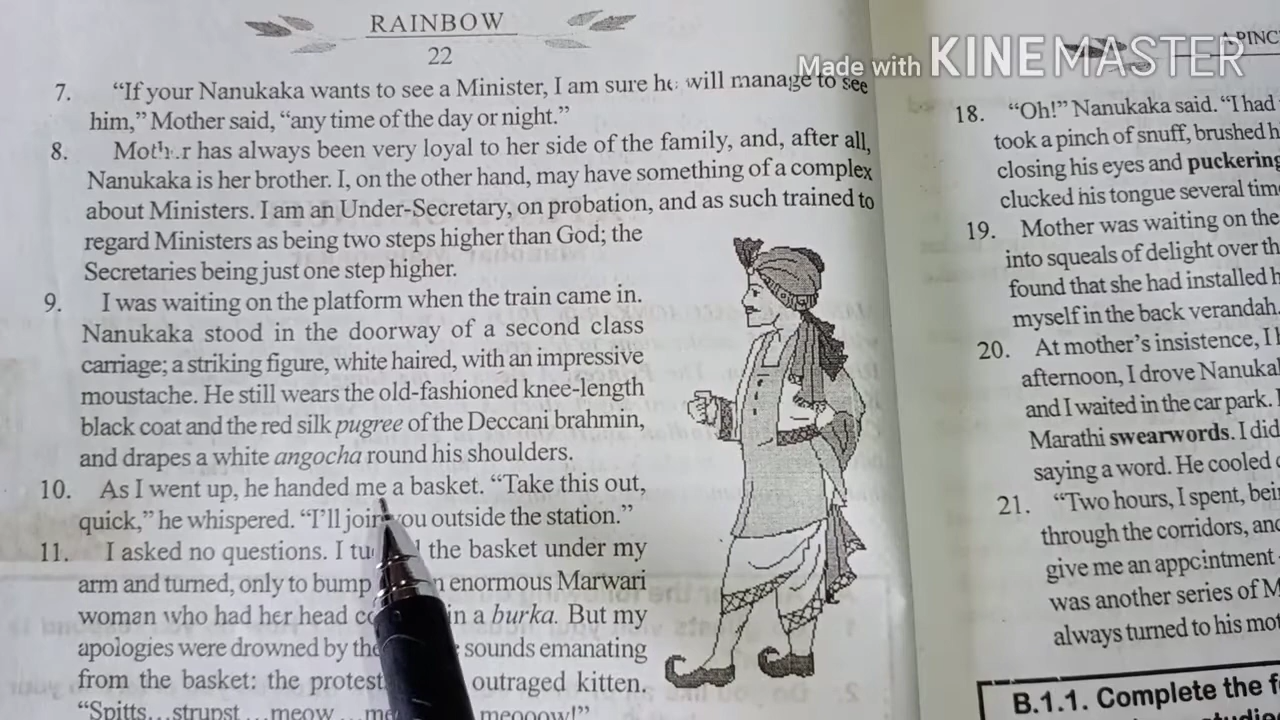 RAINBOW
22
7. “If your Nanukaka wants to see a Minister, I am sure he will manage to see
him,” Mother said, “any time of the day or night.”
8. Mother has always been very loyal to her side of the family, and, after all,
Nanukaka is her brother. I, on the other hand, may have something of a complex
about Ministers. I am an Under-Secretary, on probation, and as such trained to
regard Ministers as being two steps higher than God; the
Secretaries being just one step higher.
9. I was waiting on the platform when the train came in.
Nanukaka stood in the doorway of a second class
carriage; a striking figure, white haired, with an impressive
moustache. He still wears the old-fashioned knee-length
black coat and the red silk pugree of the Deccani brahmin,
and drapes a white angocha round his shoulders.
10. As I went up, he handed me a basket. “Take this out,
quick,” he whispered. “I’ll join you outside the station.”
11. I asked no questions. I the basket under my
arm and turned, only to bump enormous Marwari
woman who had her head in a burka. But my
apologies were drowned by the sounds emanating
from the basket: the outraged kitten.
“Spitts...strupst...meow... meooow!”
Made with KINEMASTER
A PINC
18. “Oh!” Nanukaka said. “I had
took a pinch of snuff, brushed h
closing his eyes and puckering
clucked his tongue several tim
19. Mother was waiting on the
into squeals of delight over th
found that she had installed h
myself in the back verandah.
20. At mother’s insistence, I
afternoon, I drove Nanuka
and I waited in the car park.
Marathi swearwords. I did
saying a word. He cooled
21. “Two hours, I spent, bei
through the corridors, and
give me an appointment
was another series of M
always turned to his mot
B.1.1. Complete the f